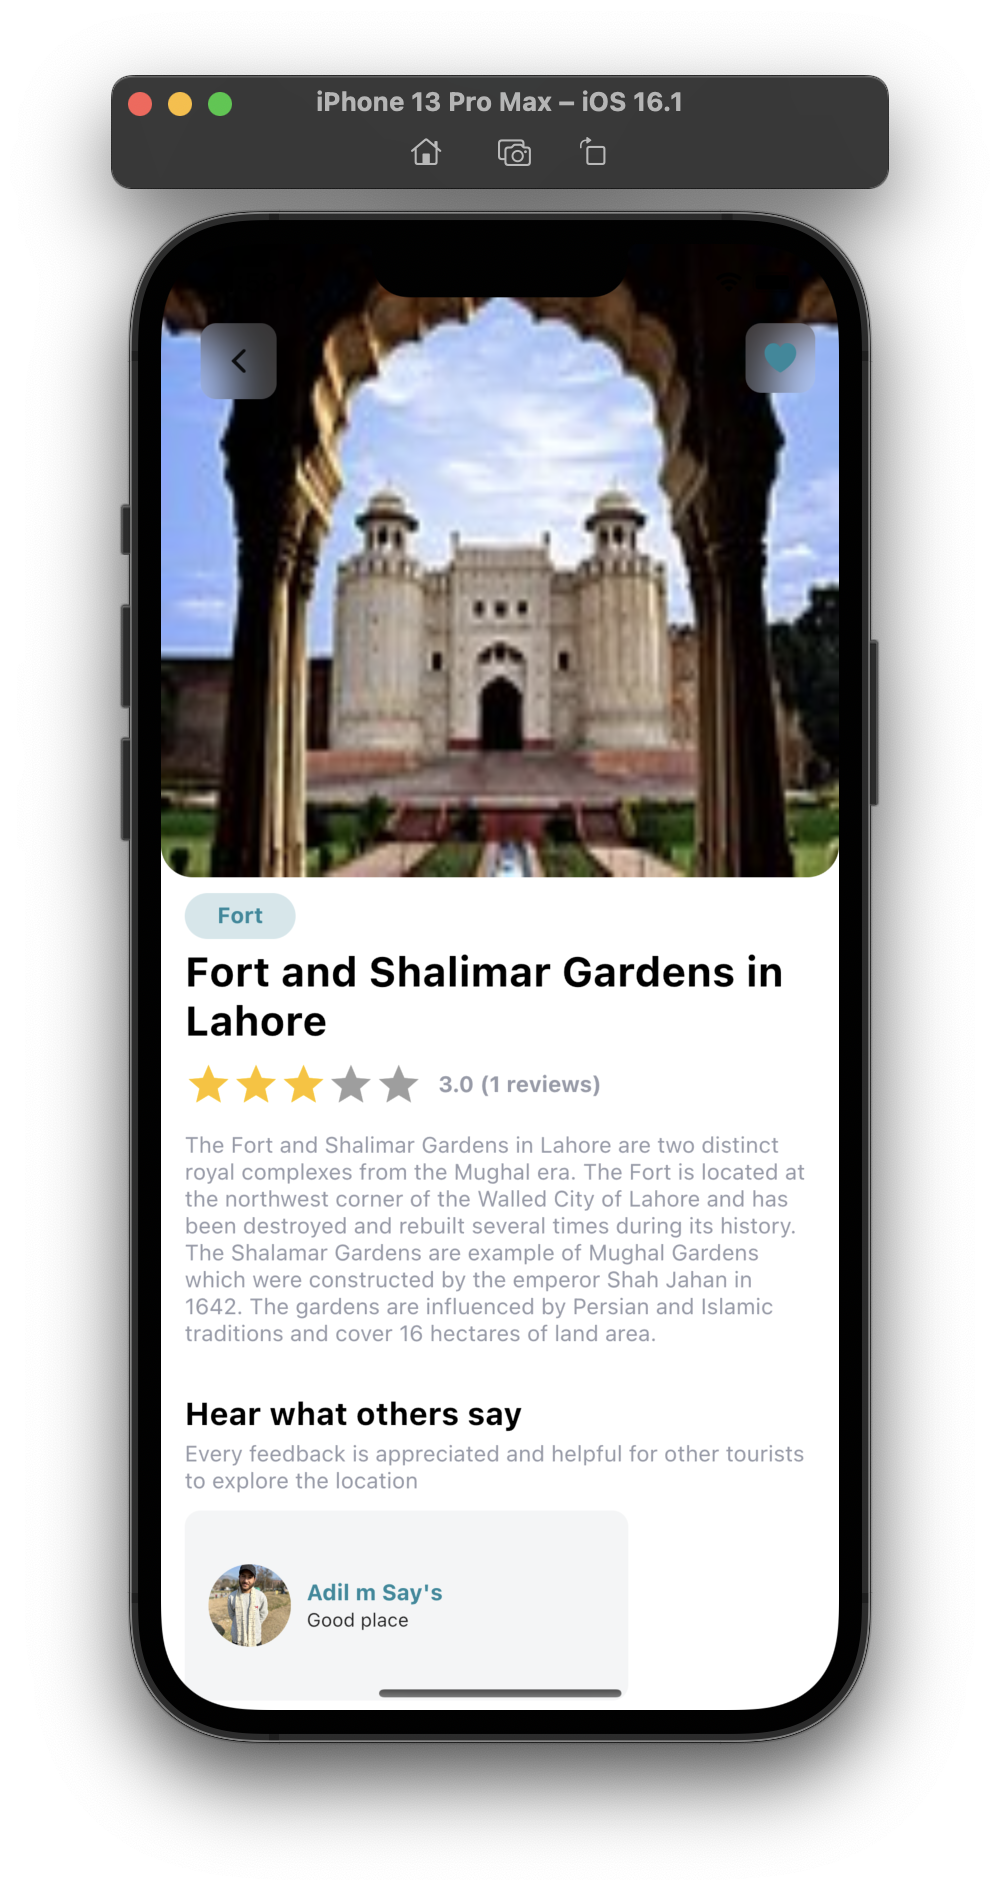 iPhone 13 Pro Max – iOS 16.1
Fort
Fort and Shalimar Gardens in
Lahore
3.0 (1 reviews)
The Fort and Shalimar Gardens in Lahore are two distinct
royal complexes from the Mughal era. The Fort is located at
the northwest corner of the Walled City of Lahore and has
been destroyed and rebuilt several times during its history.
The Shalamar Gardens are example of Mughal Gardens
which were constructed by the emperor Shah Jahan in
1642. The gardens are influenced by Persian and Islamic
traditions and cover 16 hectares of land area.
Hear what others say
Every feedback is appreciated and helpful for other tourists
to explore the location
Adil m Say's
Good place